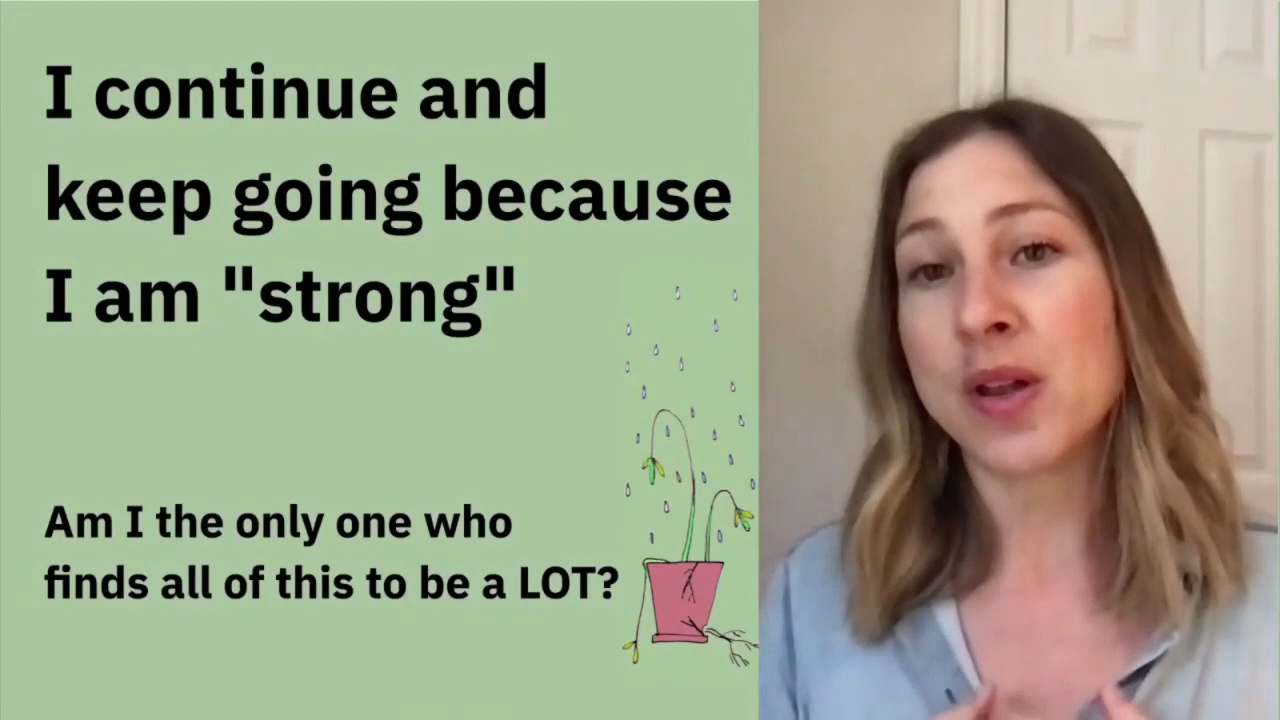 I continue and
keep going because
I am "strong"
Am I the only one who
finds all of this to be a LOT?